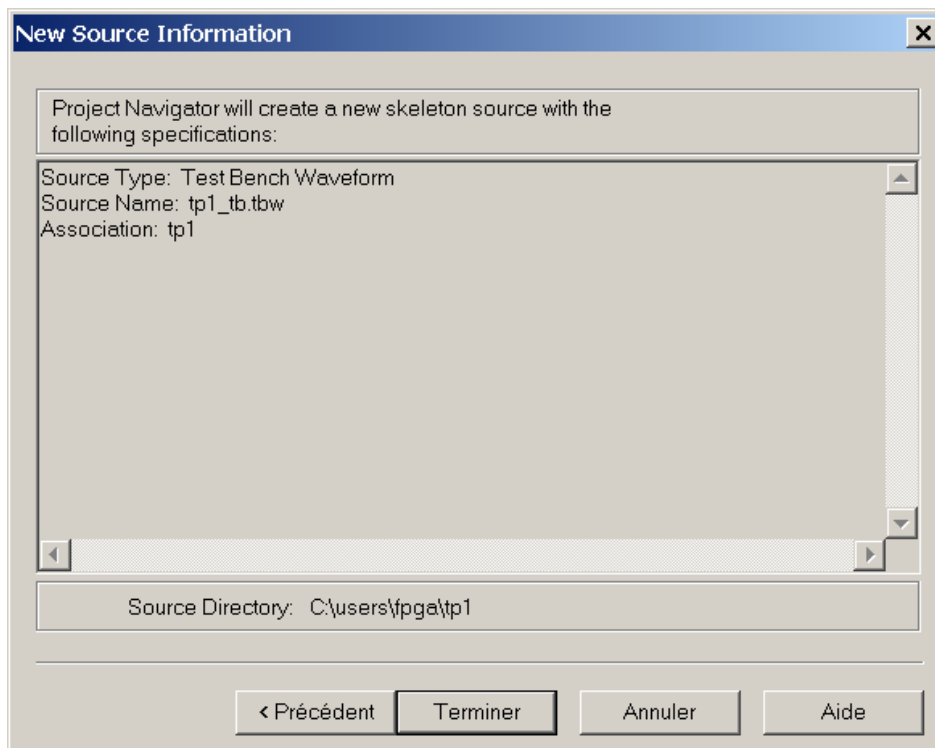 New Source Information
Project Navigator will create a new skeleton source with the
following specifications:
Source Type: Test Bench Waveform
Source Name: tp1_tb.tbw
Association: tp1
Source Directory: C:\users\fpga\tp1
< Précédent
Terminer
Annuler
Aide